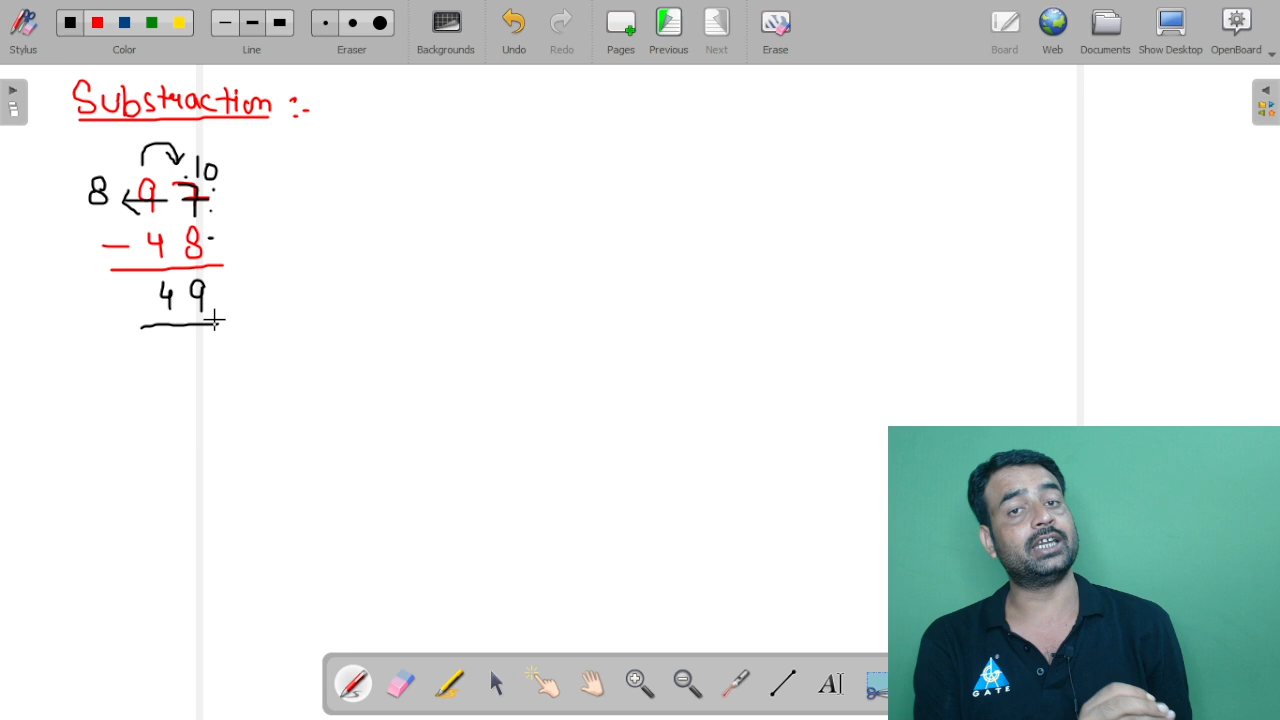 Stylus Color Line Eraser Backgrounds Undo Redo Pages Previous Next Erase Board Web Documents Show Desktop OpenBoard
Substraction :-
10
8 9 7
- 4 8
4 9
GATE
AI